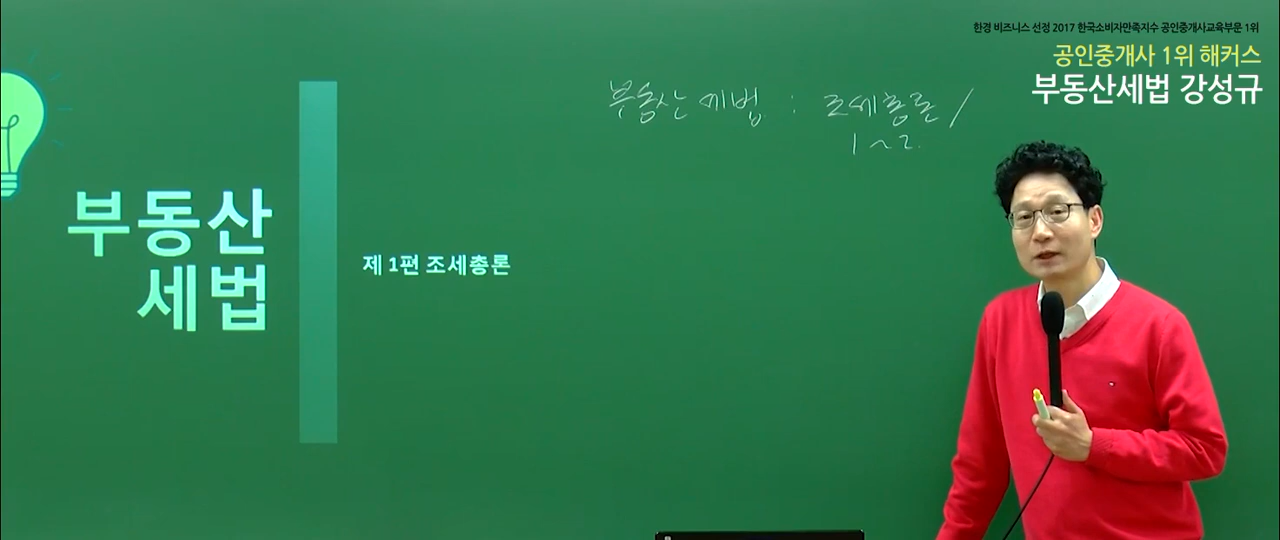 한경 비즈니스 선정 2017 한국소비자만족지수 공인중개사교육부문 1위
공인중개사 1위 해커스
부동산세법 강성규
부동산세법 : 조세총론 /
1~2.
부동산
세법
제 1편 조세총론